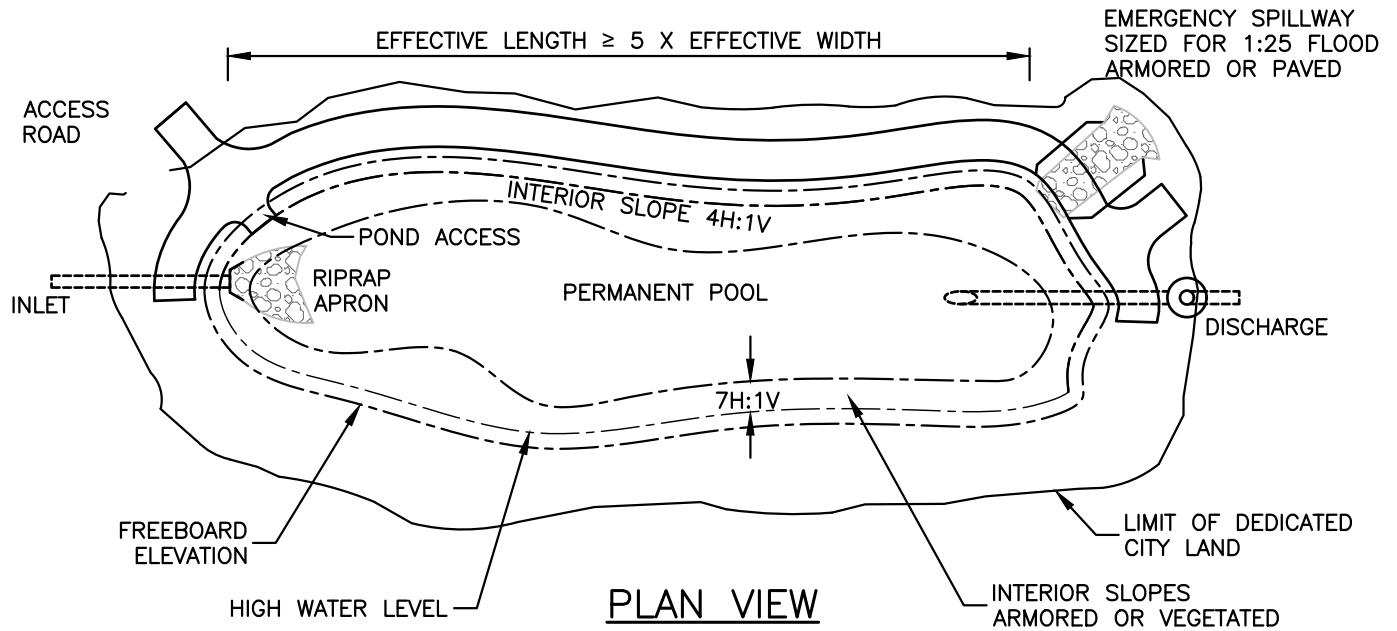 EFFECTIVE LENGTH ≥ 5 X EFFECTIVE WIDTH
EMERGENCY SPILLWAY
SIZED FOR 1:25 FLOOD
ARMORED OR PAVED
ACCESS
ROAD
INTERIOR SLOPE 4H:1V
POND ACCESS
RIPRAP
APRON
PERMANENT POOL
INLET
DISCHARGE
7H:1V
FREEBOARD
ELEVATION
LIMIT OF DEDICATED
CITY LAND
HIGH WATER LEVEL
INTERIOR SLOPES
ARMORED OR VEGETATED
PLAN VIEW